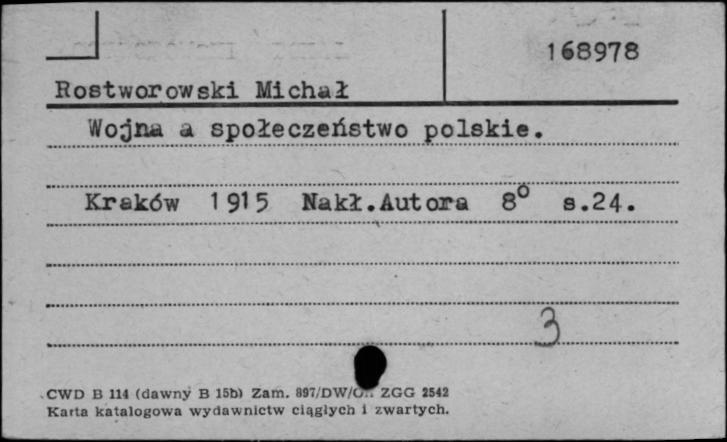 168978
Rostworowski Michał
Wojna a społeczeństwo polskie.
Kraków 1915 Nakł.Autora 8° s.24.
3
CWD B 114 (dawny B 15b) Zam. 897/DW/ ZGG 2542
Karta katalogowa wydawnictw ciągłych i zwartych.